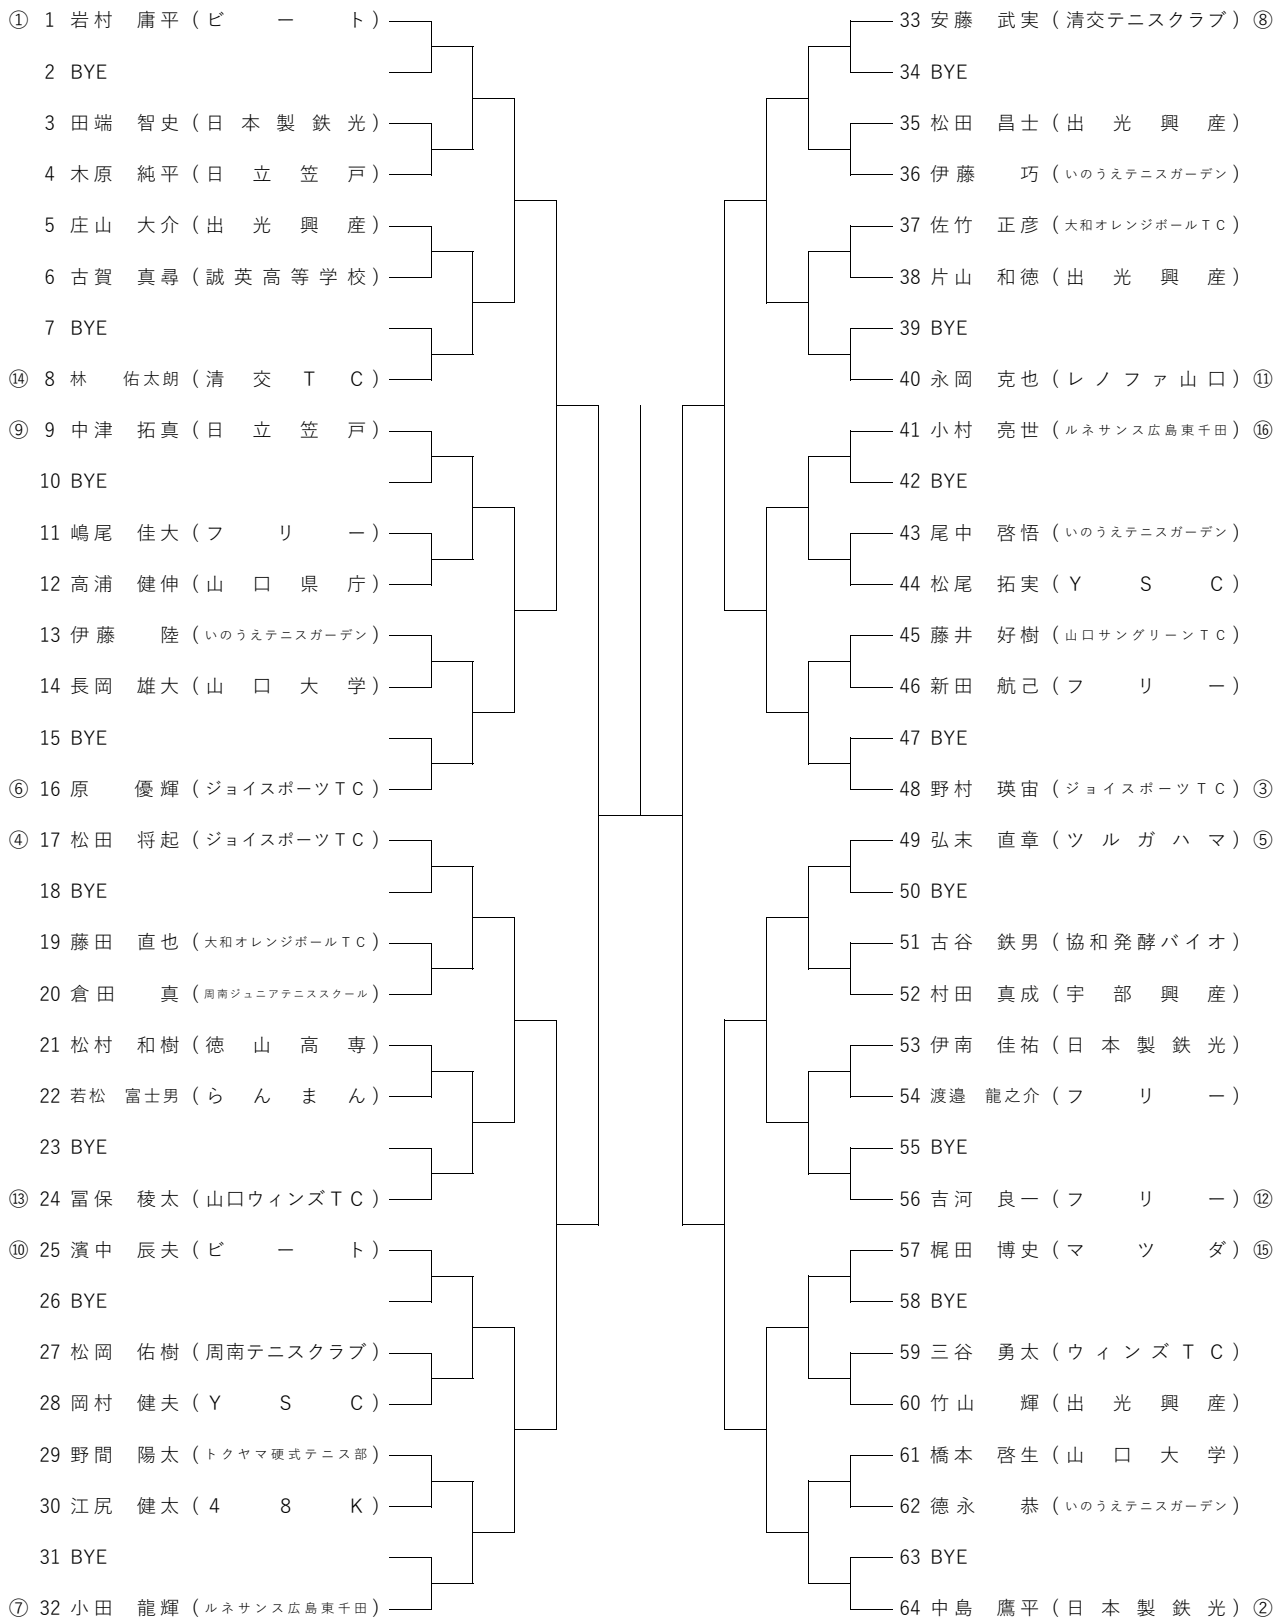 ① 1 岩村 庸平 (ビート)
2 BYE
3 田端 智史 (日本製鉄光)
4 木原 純平 (日立笠戸)
5 庄山 大介 (出光興産)
6 古賀 真尋 (誠英高等学校)
7 BYE
⑭ 8 林 佑太朗 (清交TC)
⑨ 9 中津 拓真 (日立笠戸)
10 BYE
11 嶋尾 佳大 (フリー)
12 高浦 健伸 (山口県庁)
13 伊藤 陸 (いのうえテニスガーデン)
14 長岡 雄大 (山口大学)
15 BYE
⑥ 16 原 優輝 (ジョイスポーツTC)
④ 17 松田 将起 (ジョイスポーツTC)
18 BYE
19 藤田 直也 (大和オレンジボールTC)
20 倉田 真 (周南ジュニアテニススクール)
21 松村 和樹 (徳山高専)
22 若松 富士男 (らんまん)
23 BYE
⑬ 24 冨保 稜太 (山口ウィンズTC)
⑩ 25 濱中 辰夫 (ビート)
26 BYE
27 松岡 佑樹 (周南テニスクラブ)
28 岡村 健夫 (YSC)
29 野間 陽太 (トクヤマ硬式テニス部)
30 江尻 健太 (48K)
31 BYE
⑦ 32 小田 龍輝 (ルネサンス広島東千田)
33 安藤 武実 (清交テニスクラブ) ⑧
34 BYE
35 松田 昌士 (出光興産)
36 伊藤 巧 (いのうえテニスガーデン)
37 佐竹 正彦 (大和オレンジボールTC)
38 片山 和徳 (出光興産)
39 BYE
40 永岡 克也 (レノファ山口) ⑪
41 小村 亮世 (ルネサンス広島東千田) ⑯
42 BYE
43 尾中 啓悟 (いのうえテニスガーデン)
44 松尾 拓実 (YSC)
45 藤井 好樹 (山口サングリーンTC)
46 新田 航己 (フリー)
47 BYE
48 野村 瑛宙 (ジョイスポーツTC) ③
49 弘末 直章 (ツルガハマ) ⑤
50 BYE
51 古谷 鉄男 (協和発酵バイオ)
52 村田 真成 (宇部興産)
53 伊南 佳祐 (日本製鉄光)
54 渡邉 龍之介 (フリー)
55 BYE
56 吉河 良一 (フリー) ⑫
57 梶田 博史 (マツダ) ⑮
58 BYE
59 三谷 勇太 (ウィンズTC)
60 竹山 輝 (出光興産)
61 橋本 啓生 (山口大学)
62 德永 恭 (いのうえテニスガーデン)
63 BYE
64 中島 鷹平 (日本製鉄光) ②